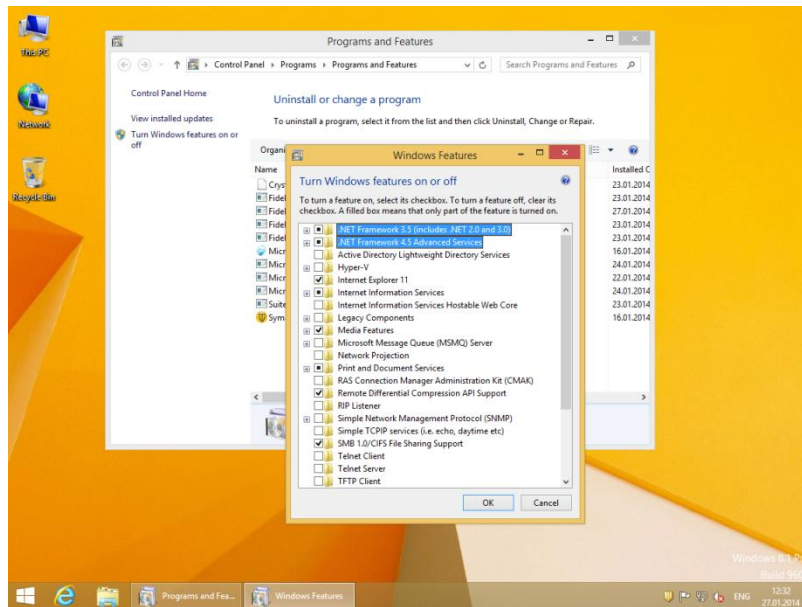 This PC
Network
Recycle Bin
Programs and Features
Control Panel › Programs › Programs and Features
Search Programs and Features
Control Panel Home
View installed updates
Turn Windows features on or
off
Uninstall or change a program
To uninstall a program, select it from the list and then click Uninstall, Change or Repair.
Organi
Name
Installed C
Crys
23.01.2014
Fidel
23.01.2014
Fidel
27.01.2014
Fidel
23.01.2014
Fidel
23.01.2014
Micr
16.01.2014
Micr
24.01.2014
Micr
22.01.2014
Micr
24.01.2014
Suite
23.01.2014
Sym
16.01.2014
Windows Features
Turn Windows features on or off
To turn a feature on, select its checkbox. To turn a feature off, clear its
checkbox. A filled box means that only part of the feature is turned on.
.NET Framework 3.5 (includes .NET 2.0 and 3.0)
.NET Framework 4.5 Advanced Services
Active Directory Lightweight Directory Services
Hyper-V
Internet Explorer 11
Internet Information Services
Internet Information Services Hostable Web Core
Legacy Components
Media Features
Microsoft Message Queue (MSMQ) Server
Network Projection
Print and Document Services
RAS Connection Manager Administration Kit (CMAK)
Remote Differential Compression API Support
RIP Listener
Simple Network Management Protocol (SNMP)
Simple TCPIP services (i.e. echo, daytime etc)
SMB 1.0/CIFS File Sharing Support
Telnet Client
Telnet Server
TFTP Client
OK
Cancel
Windows 8.1 P
Build 960
Programs and Fea...
Windows Features
ENG
12:32
27.01.2014